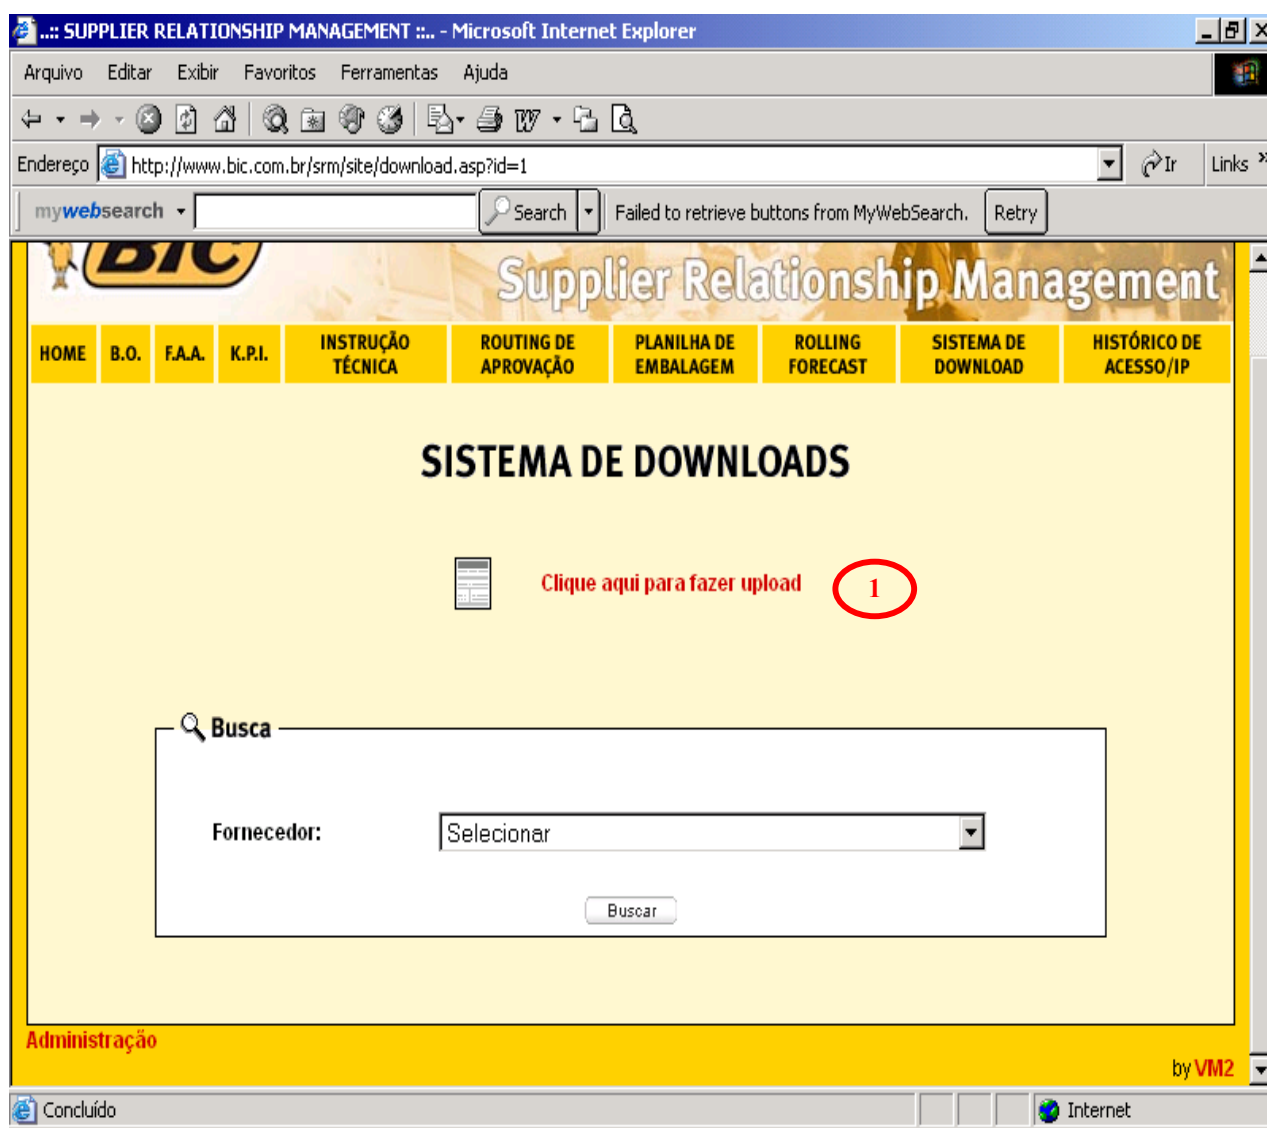 ..:: SUPPLIER RELATIONSHIP MANAGEMENT ::.. - Microsoft Internet Explorer
Arquivo Editar Exibir Favoritos Ferramentas Ajuda
Endereço http://www.bic.com.br/srm/site/download.asp?id=1 Ir Links »
mywebsearch Search Failed to retrieve buttons from MyWebSearch. Retry
BIC Supplier Relationship Management
HOME B.O. F.A.A. K.P.I. INSTRUÇÃO TÉCNICA ROUTING DE APROVAÇÃO PLANILHA DE EMBALAGEM ROLLING FORECAST SISTEMA DE DOWNLOAD HISTÓRICO DE ACESSO/IP
SISTEMA DE DOWNLOADS
Clique aqui para fazer upload 1
Busca
Fornecedor: Selecionar
Buscar
Administração
by VM2
Concluído Internet